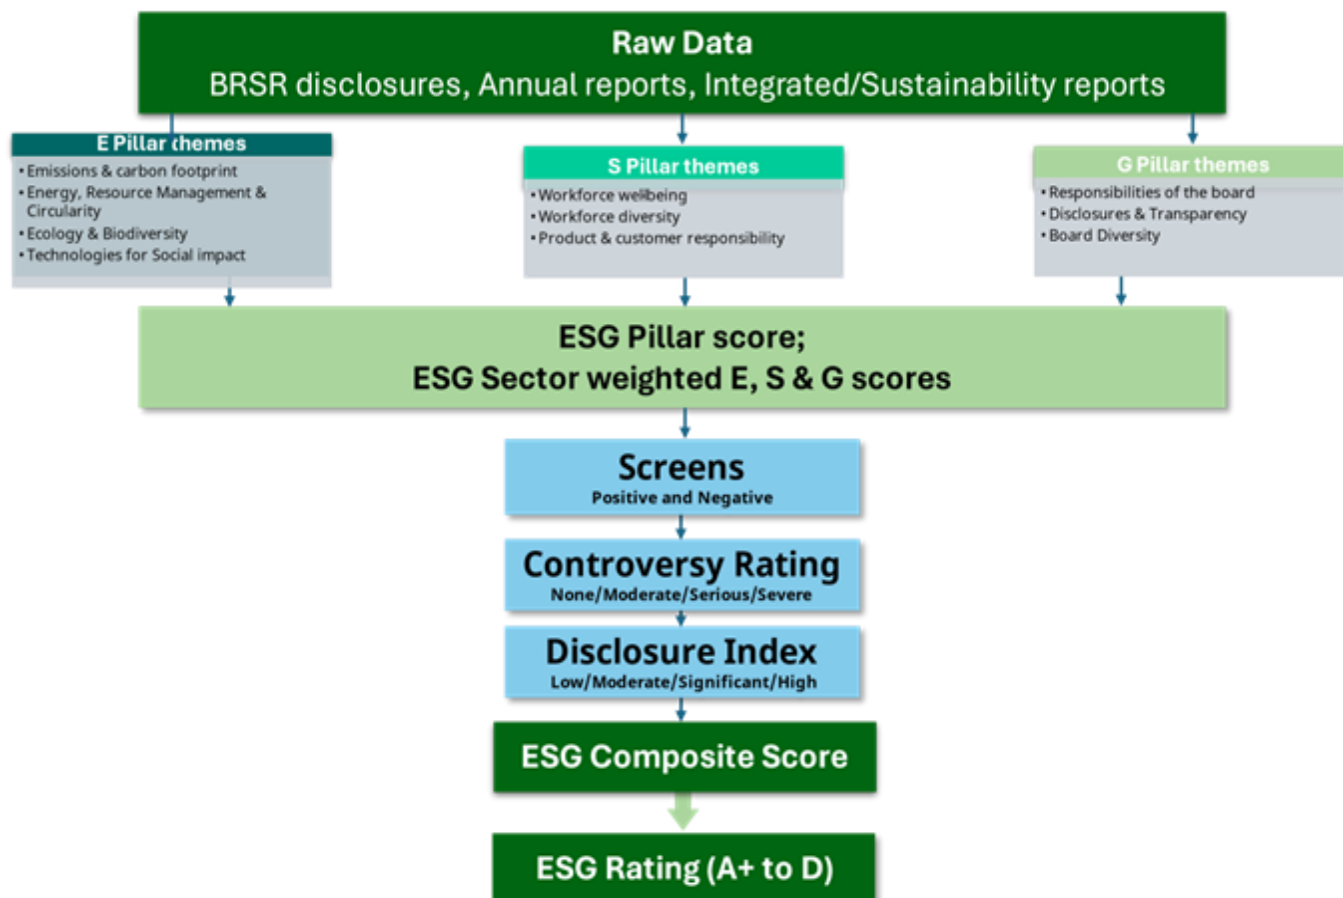 Raw Data
BRSR disclosures, Annual reports, Integrated/Sustainability reports
E Pillar themes
• Emissions & carbon footprint
• Energy, Resource Management &
Circularity
• Ecology & Biodiversity
• Technologies for Social impact
S Pillar themes
• Workforce wellbeing
• Workforce diversity
• Product & customer responsibility
G Pillar themes
• Responsibilities of the board
• Disclosures & Transparency
• Board Diversity
ESG Pillar score;
ESG Sector weighted E, S & G scores
Screens
Positive and Negative
Controversy Rating
None/Moderate/Serious/Severe
Disclosure Index
Low/Moderate/Significant/High
ESG Composite Score
ESG Rating (A+ to D)